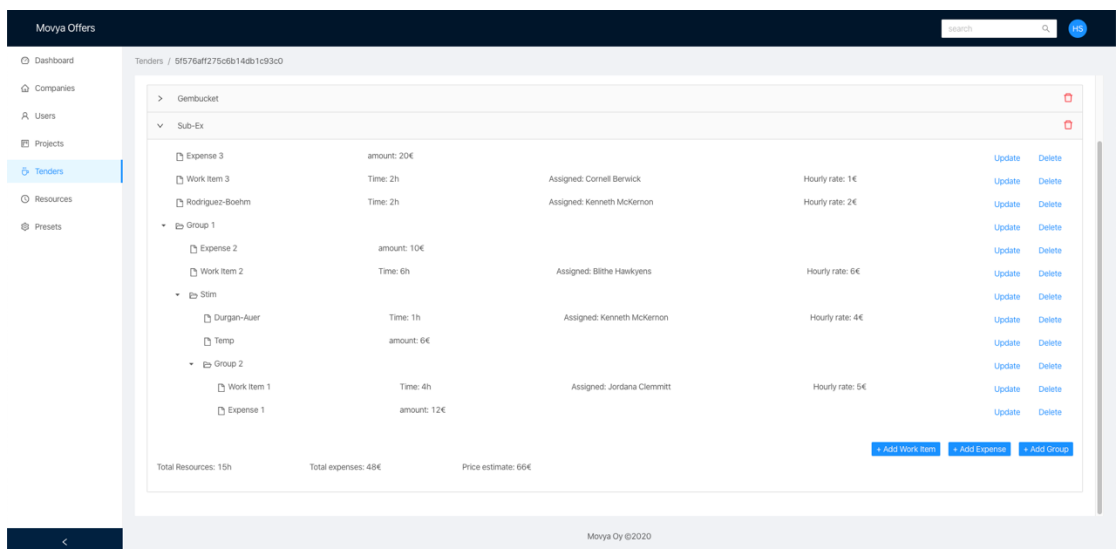 Movya Offers search HS
Dashboard
Companies
Users
Projects
Tenders
Resources
Presets
Tenders / 5f576aff275c6b14db1c93c0
Gembucket
Sub-Ex
Expense 3 amount: 20€ Update Delete
Work Item 3 Time: 2h Assigned: Cornell Berwick Hourly rate: 1€ Update Delete
Rodriguez-Boehm Time: 2h Assigned: Kenneth McKernon Hourly rate: 2€ Update Delete
Group 1 Update Delete
Expense 2 amount: 10€ Update Delete
Work Item 2 Time: 6h Assigned: Blithe Hawkyens Hourly rate: 6€ Update Delete
Stim Update Delete
Durgan-Auer Time: 1h Assigned: Kenneth McKernon Hourly rate: 4€ Update Delete
Temp amount: 6€ Update Delete
Group 2 Update Delete
Work Item 1 Time: 4h Assigned: Jordana Clemmitt Hourly rate: 5€ Update Delete
Expense 1 amount: 12€ Update Delete
+ Add Work Item + Add Expense + Add Group
Total Resources: 15h Total expenses: 48€ Price estimate: 66€
Movya Oy ©2020